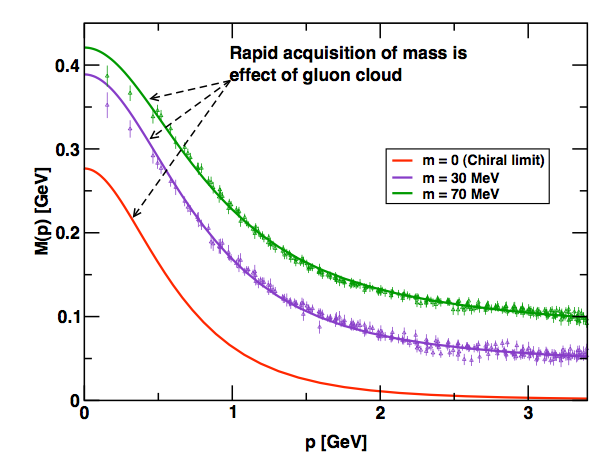 Rapid acquisition of mass is
effect of gluon cloud
0.4
0.3
0.2
0.1
0
M(p) [GeV]
m = 0 (Chiral limit)
m = 30 MeV
m = 70 MeV
0 1 2 3
p [GeV]